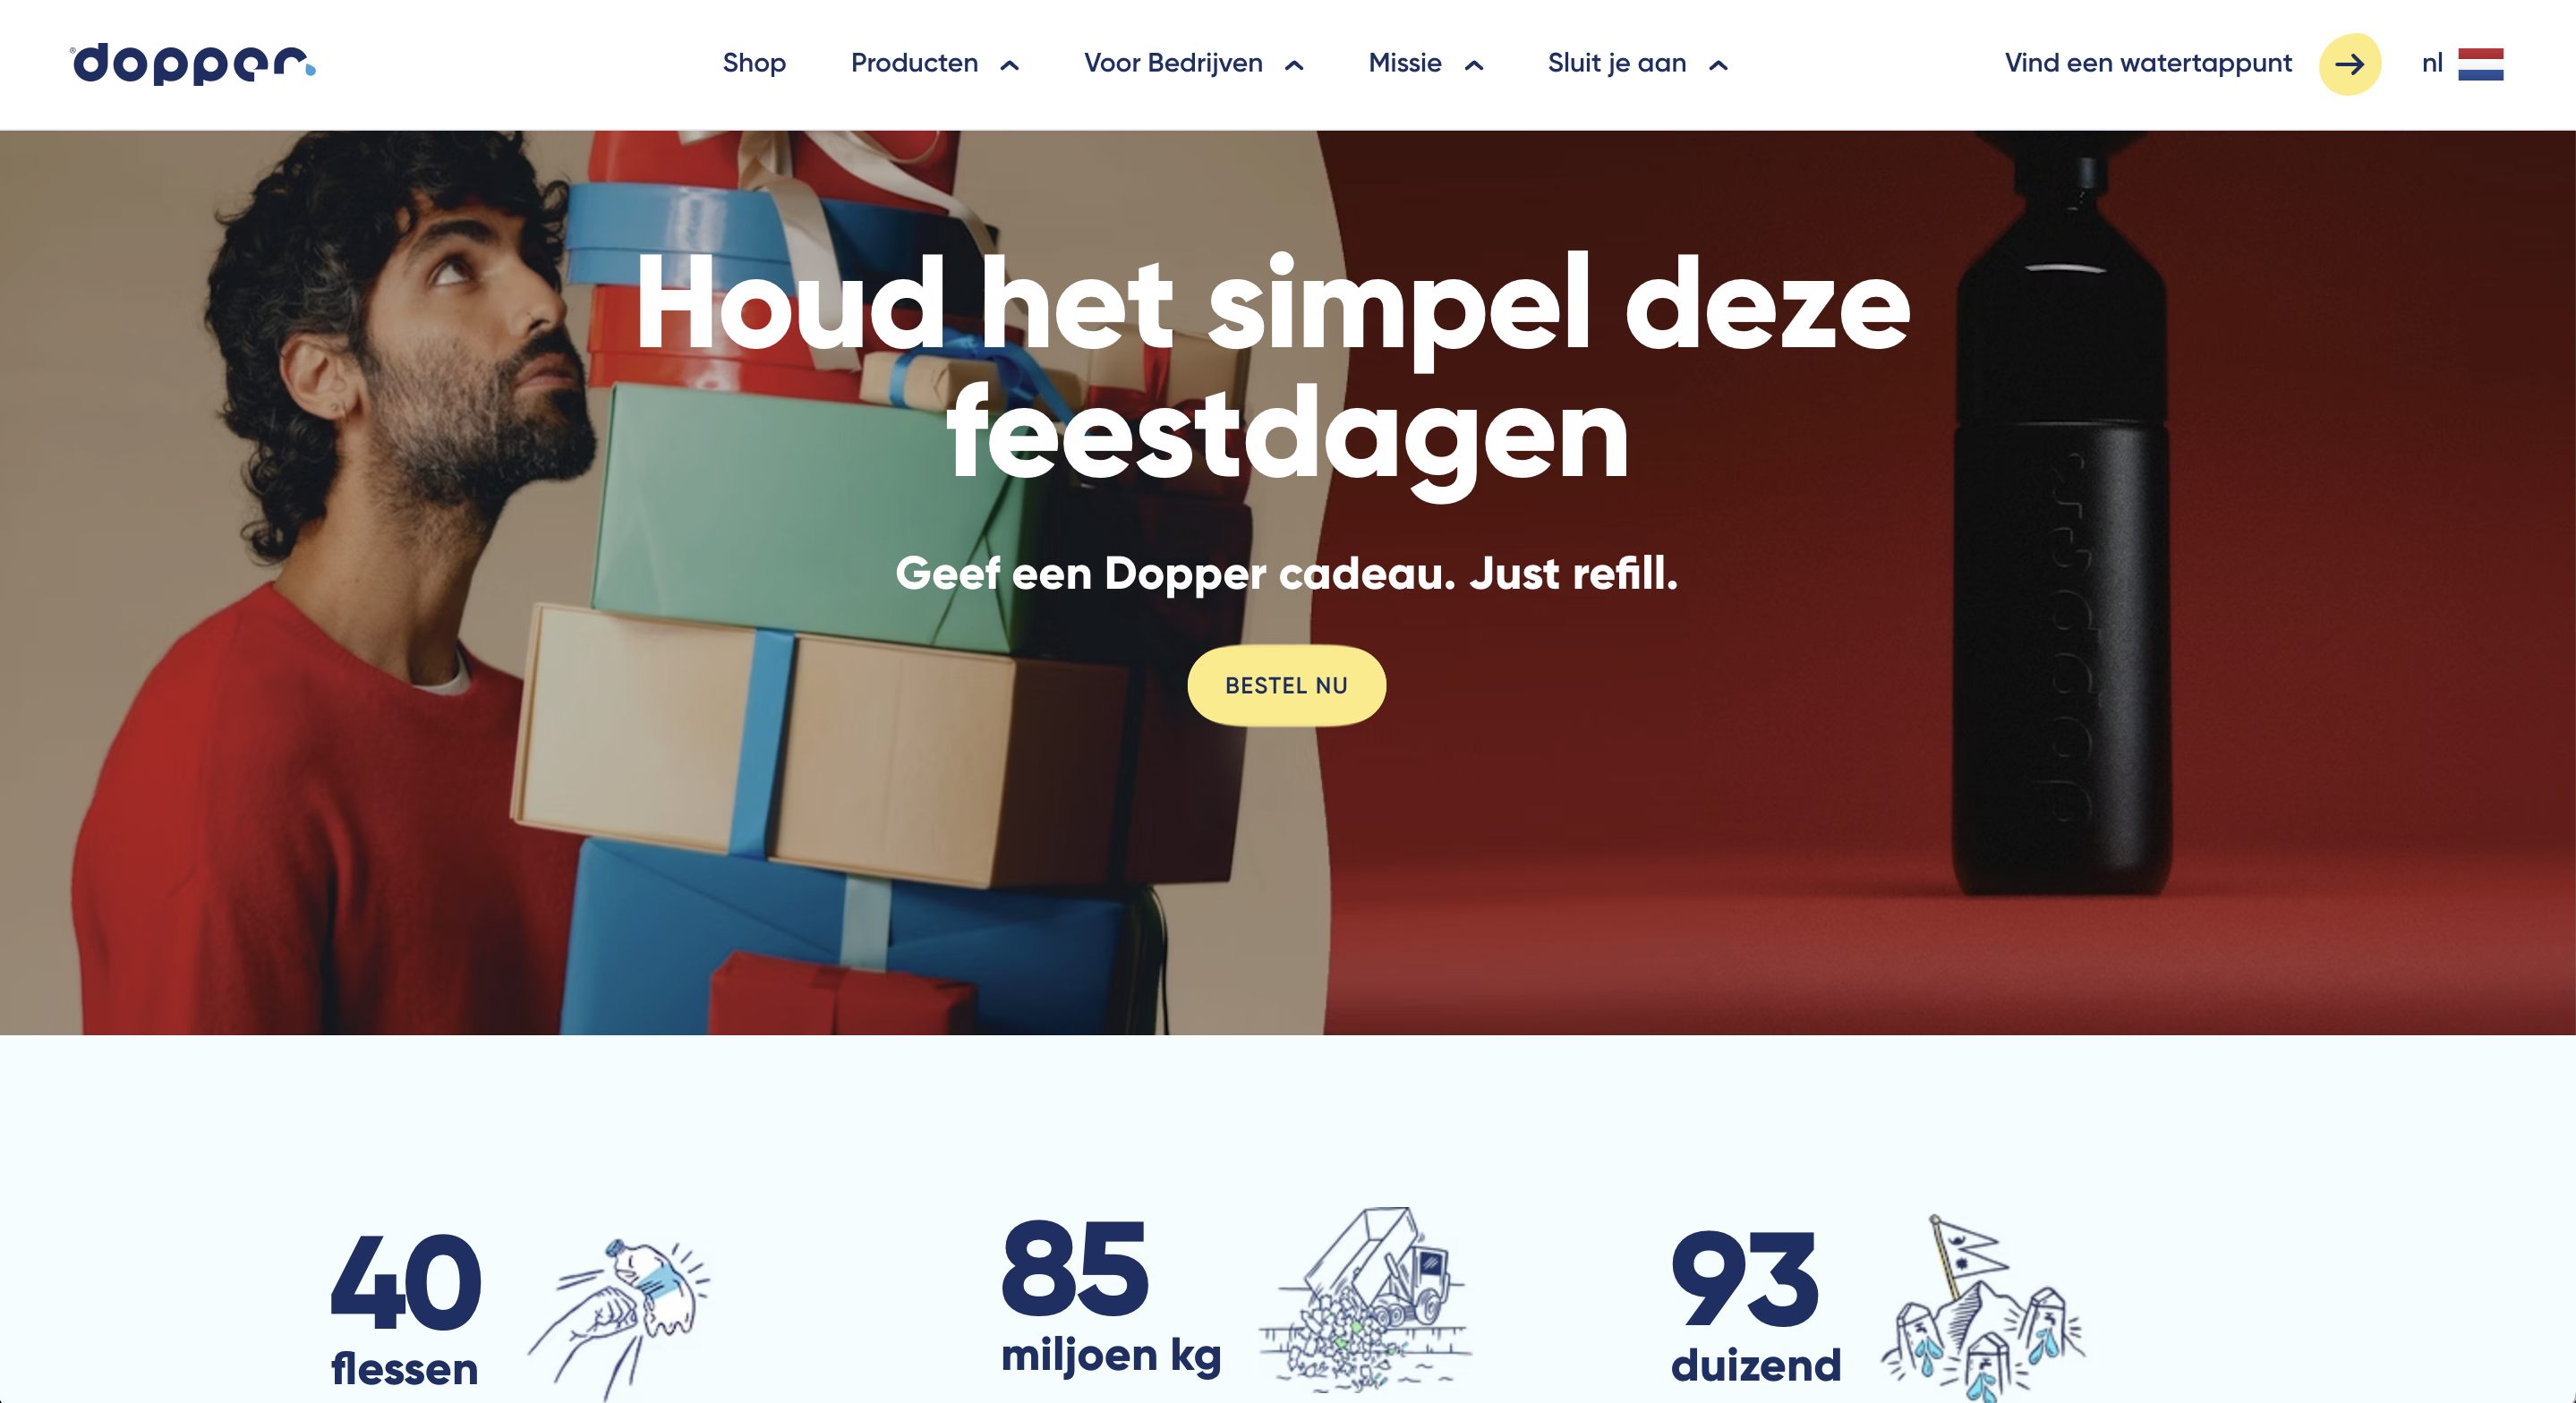 dopper
Shop
Producten
Voor Bedrijven
Missie
Sluit je aan
Vind een watertappunt
nl
Houd het simpel deze
feestdagen
Geef een Dopper cadeau. Just refill.
BESTEL NU
dopper
40
flessen
85
miljoen kg
93
duizend